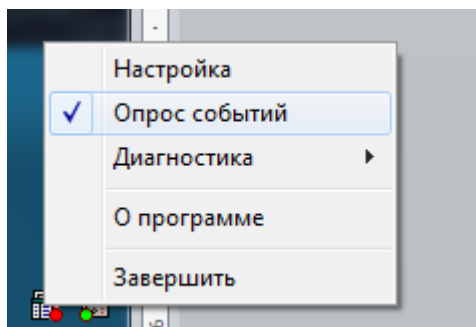 Настройка
Опрос событий
Диагностика
О программе
Завершить